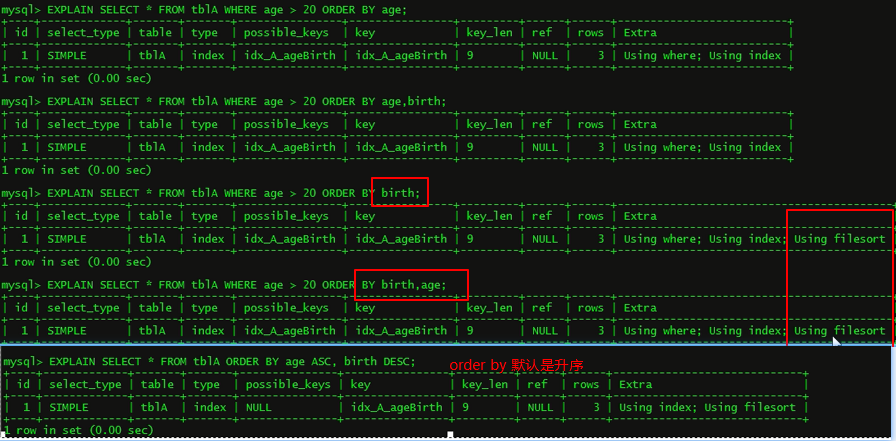 mysql> EXPLAIN SELECT * FROM tblA WHERE age > 20 ORDER BY age;
+----+-------------+-------+-------+---------------+--------------+---------+------+------+--------------------------+
| id | select_type | table | type | possible_keys | key | key_len | ref | rows | Extra |
+----+-------------+-------+-------+---------------+--------------+---------+------+------+--------------------------+
| 1 | SIMPLE | tblA | index | idx_A_ageBirth | idx_A_ageBirth | 9 | NULL | 3 | Using where; Using index |
+----+-------------+-------+-------+---------------+--------------+---------+------+------+--------------------------+
1 row in set (0.00 sec)
mysql> EXPLAIN SELECT * FROM tblA WHERE age > 20 ORDER BY age,birth;
+----+-------------+-------+-------+---------------+--------------+---------+------+------+--------------------------+
| id | select_type | table | type | possible_keys | key | key_len | ref | rows | Extra |
+----+-------------+-------+-------+---------------+--------------+---------+------+------+--------------------------+
| 1 | SIMPLE | tblA | index | idx_A_ageBirth | idx_A_ageBirth | 9 | NULL | 3 | Using where; Using index |
+----+-------------+-------+-------+---------------+--------------+---------+------+------+--------------------------+
1 row in set (0.00 sec)
mysql> EXPLAIN SELECT * FROM tblA WHERE age > 20 ORDER BY birth;
+----+-------------+-------+-------+---------------+--------------+---------+------+------+--------------------------
| id | select_type | table | type | possible_keys | key | key_len | ref | rows | Extra
+----+-------------+-------+-------+---------------+--------------+---------+------+------+--------------------------
| 1 | SIMPLE | tblA | index | idx_A_ageBirth | idx_A_ageBirth | 9 | NULL | 3 | Using where; Using index; Using filesort
+----+-------------+-------+-------+---------------+--------------+---------+------+------+--------------------------
1 row in set (0.00 sec)
mysql> EXPLAIN SELECT * FROM tblA WHERE age > 20 ORDER BY birth,age;
+----+-------------+-------+-------+---------------+--------------+---------+------+------+--------------------------
| id | select_type | table | type | possible_keys | key | key_len | ref | rows | Extra
+----+-------------+-------+-------+---------------+--------------+---------+------+------+--------------------------
| 1 | SIMPLE | tblA | index | idx_A_ageBirth | idx_A_ageBirth | 9 | NULL | 3 | Using where; Using index; Using filesort
mysql> EXPLAIN SELECT * FROM tblA ORDER BY age ASC, birth DESC;
order by 默认是升序
+----+-------------+-------+-------+---------------+--------------+---------+------+------+-----------------------------+
| id | select_type | table | type | possible_keys | key | key_len | ref | rows | Extra |
+----+-------------+-------+-------+---------------+--------------+---------+------+------+-----------------------------+
| 1 | SIMPLE | tblA | index | NULL | idx_A_ageBirth | 9 | NULL | 3 | Using index; Using filesort |
+----+-------------+-------+-------+---------------+--------------+---------+------+------+-----------------------------+
1 row in set (0.00 sec)